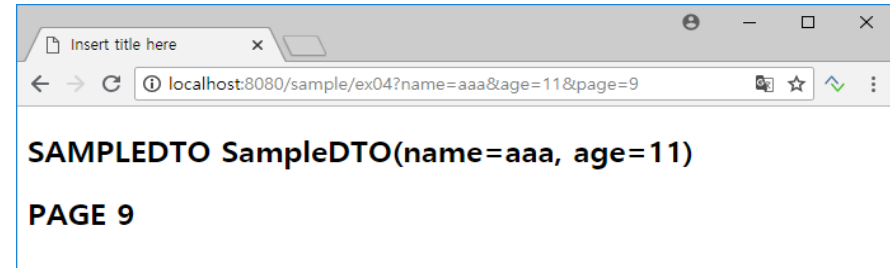 Insert title here
localhost:8080/sample/ex04?name=aaa&age=11&page=9
SAMPLEDTO SampleDTO(name=aaa, age=11)
PAGE 9